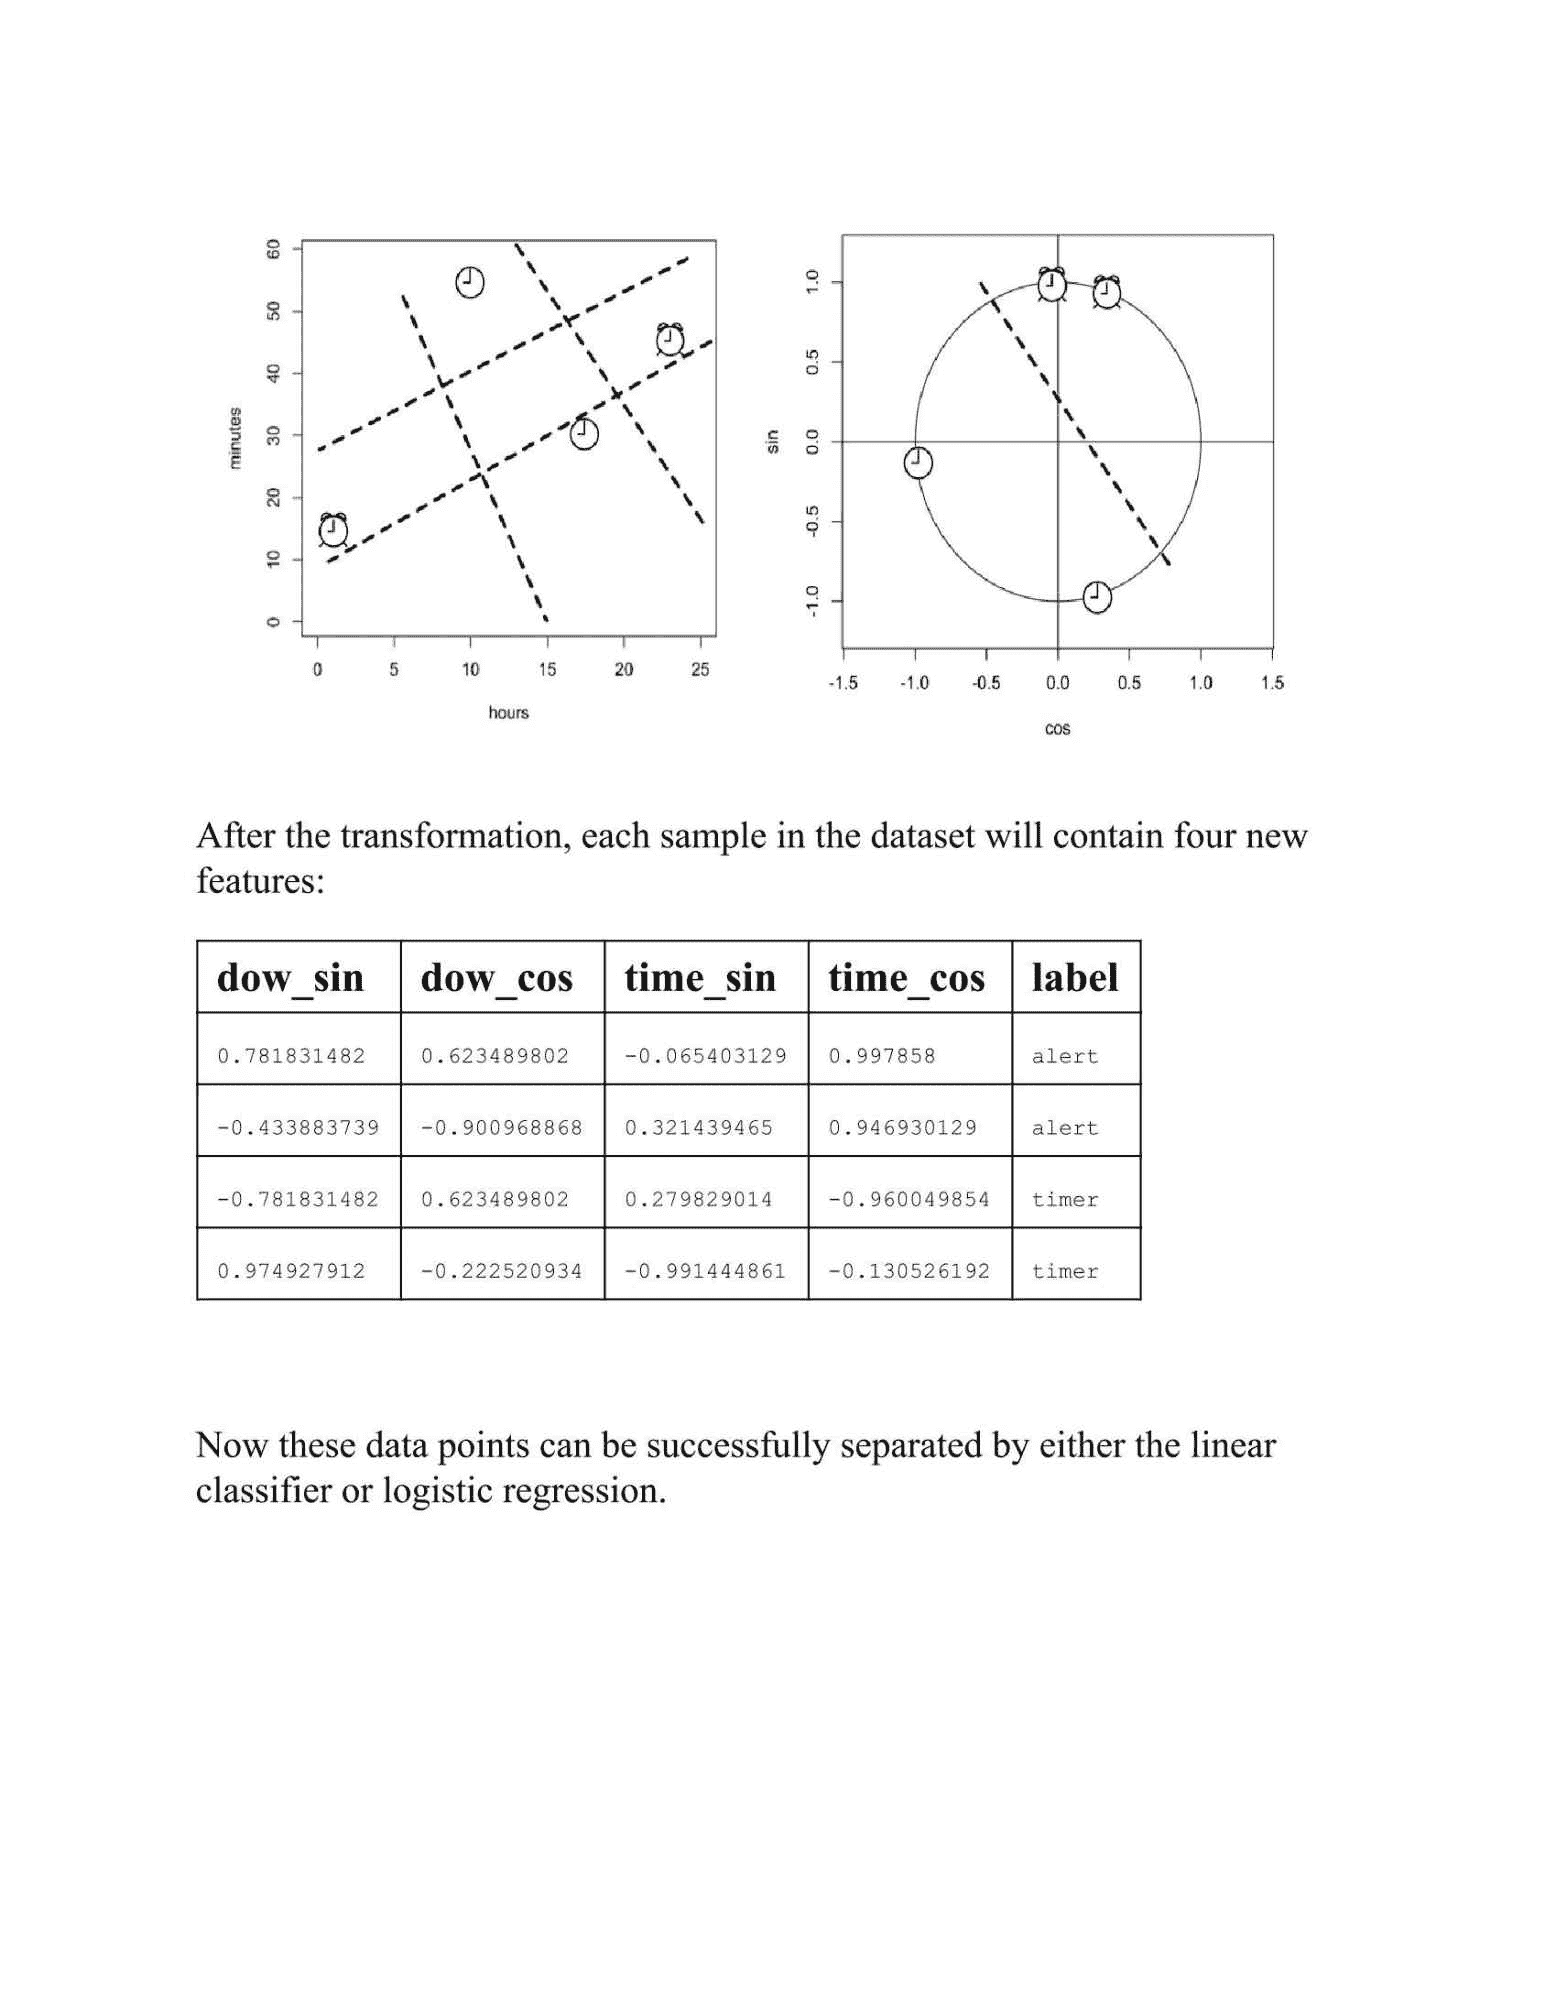 60
50
40
30
20
10
0
minutes
0 5 10 15 20 25
hours
1.0
0.5
0.0
-0.5
-1.0
sin
-1.5 -1.0 -0.5 0.0 0.5 1.0 1.5
cos
After the transformation, each sample in the dataset will contain four new
features:
dow_sin dow_cos time_sin time_cos label
0.781831482 0.623489802 -0.065403129 0.997858 alert
-0.433883739 -0.900968868 0.321439465 0.946930129 alert
-0.781831482 0.623489802 0.279829014 -0.960049854 timer
0.974927912 -0.222520934 -0.991444861 -0.130526192 timer
Now these data points can be successfully separated by either the linear
classifier or logistic regression.